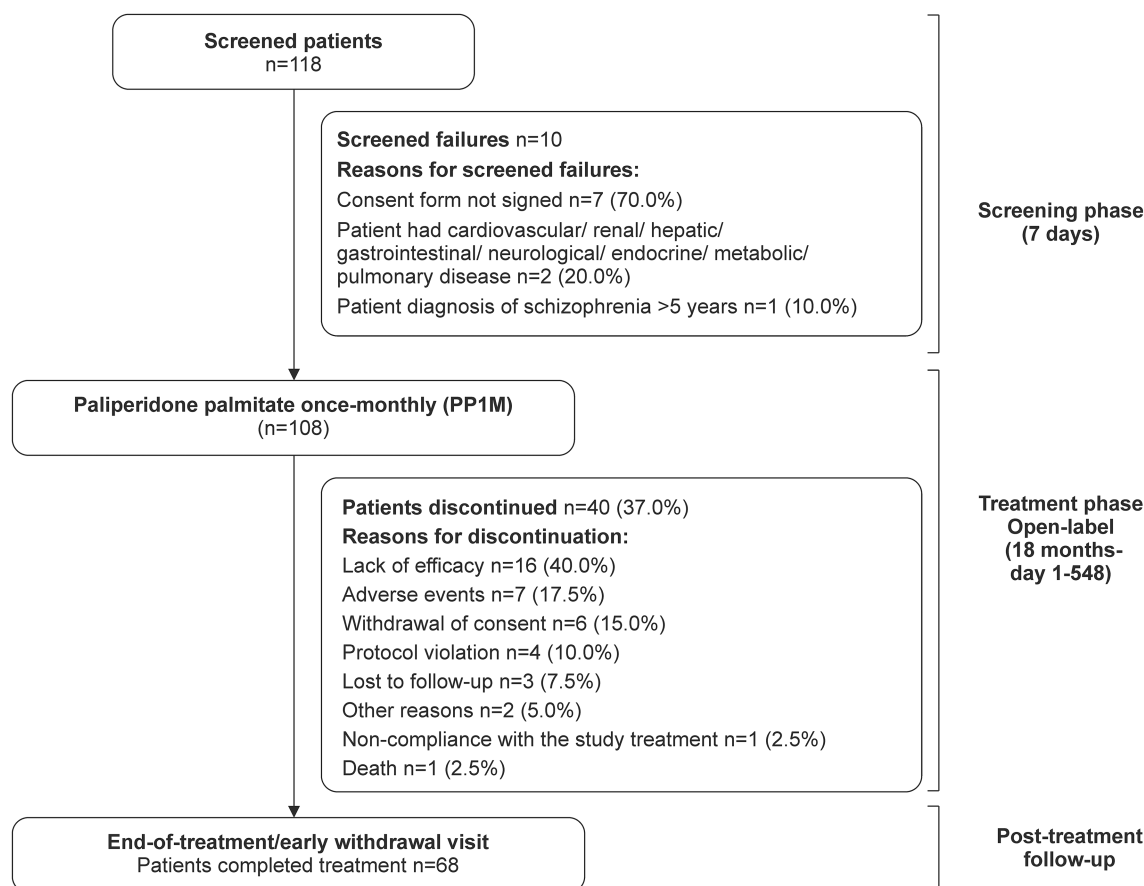 Screened patients
n=118
Screened failures n=10
Reasons for screened failures:
Consent form not signed n=7 (70.0%)
Patient had cardiovascular/ renal/ hepatic/
gastrointestinal/ neurological/ endocrine/ metabolic/
pulmonary disease n=2 (20.0%)
Patient diagnosis of schizophrenia >5 years n=1 (10.0%)
Screening phase
(7 days)
Paliperidone palmitate once-monthly (PP1M)
(n=108)
Patients discontinued n=40 (37.0%)
Reasons for discontinuation:
Lack of efficacy n=16 (40.0%)
Adverse events n=7 (17.5%)
Withdrawal of consent n=6 (15.0%)
Protocol violation n=4 (10.0%)
Lost to follow-up n=3 (7.5%)
Other reasons n=2 (5.0%)
Non-compliance with the study treatment n=1 (2.5%)
Death n=1 (2.5%)
Treatment phase
Open-label
(18 months-
day 1-548)
End-of-treatment/early withdrawal visit
Patients completed treatment n=68
Post-treatment
follow-up